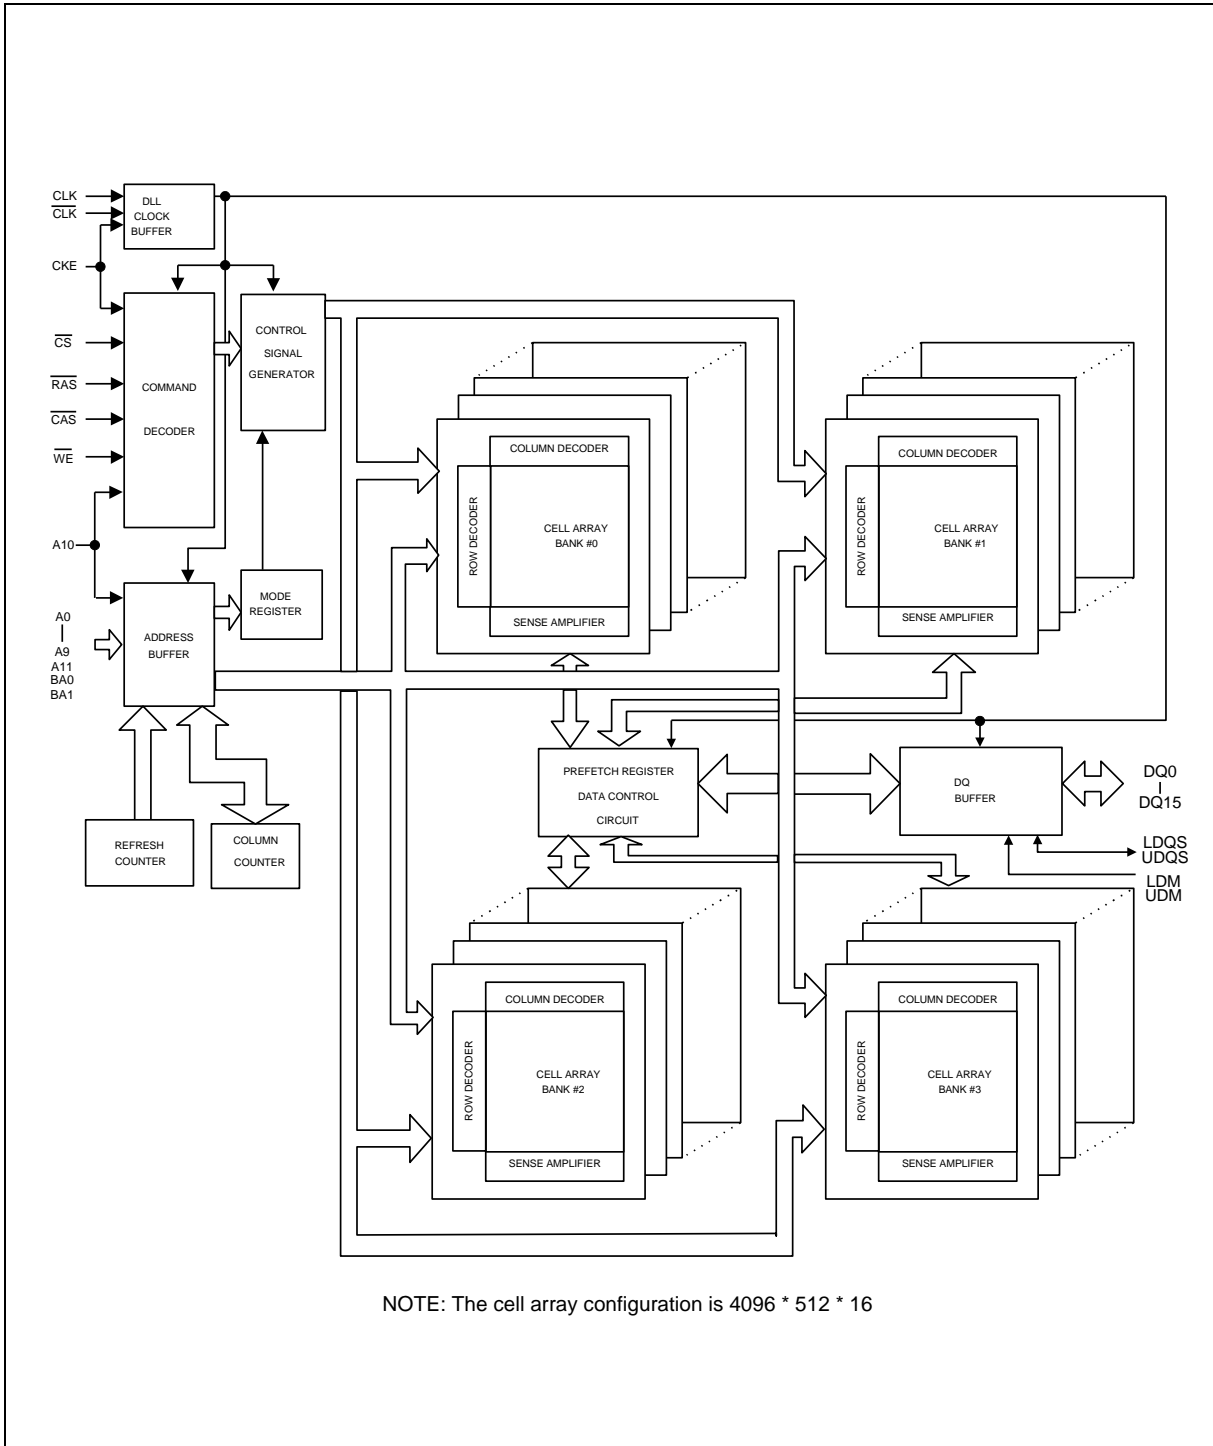 CLK
CLK
CKE
CS
RAS
CAS
WE
A10
A0
A9
A11
BA0
BA1
DLL
CLOCK
BUFFER
COMMAND
DECODER
CONTROL
SIGNAL
GENERATOR
MODE
REGISTER
ADDRESS
BUFFER
REFRESH
COUNTER
COLUMN
COUNTER
COLUMN DECODER
ROW DECODER
CELL ARRAY
BANK #0
SENSE AMPLIFIER
COLUMN DECODER
ROW DECODER
CELL ARRAY
BANK #1
SENSE AMPLIFIER
PREFETCH REGISTER
DATA CONTROL
CIRCUIT
DQ
BUFFER
DQ0
DQ15
LDQS
UDQS
LDM
UDM
COLUMN DECODER
ROW DECODER
CELL ARRAY
BANK #2
SENSE AMPLIFIER
COLUMN DECODER
ROW DECODER
CELL ARRAY
BANK #3
SENSE AMPLIFIER
NOTE: The cell array configuration is 4096 * 512 * 16